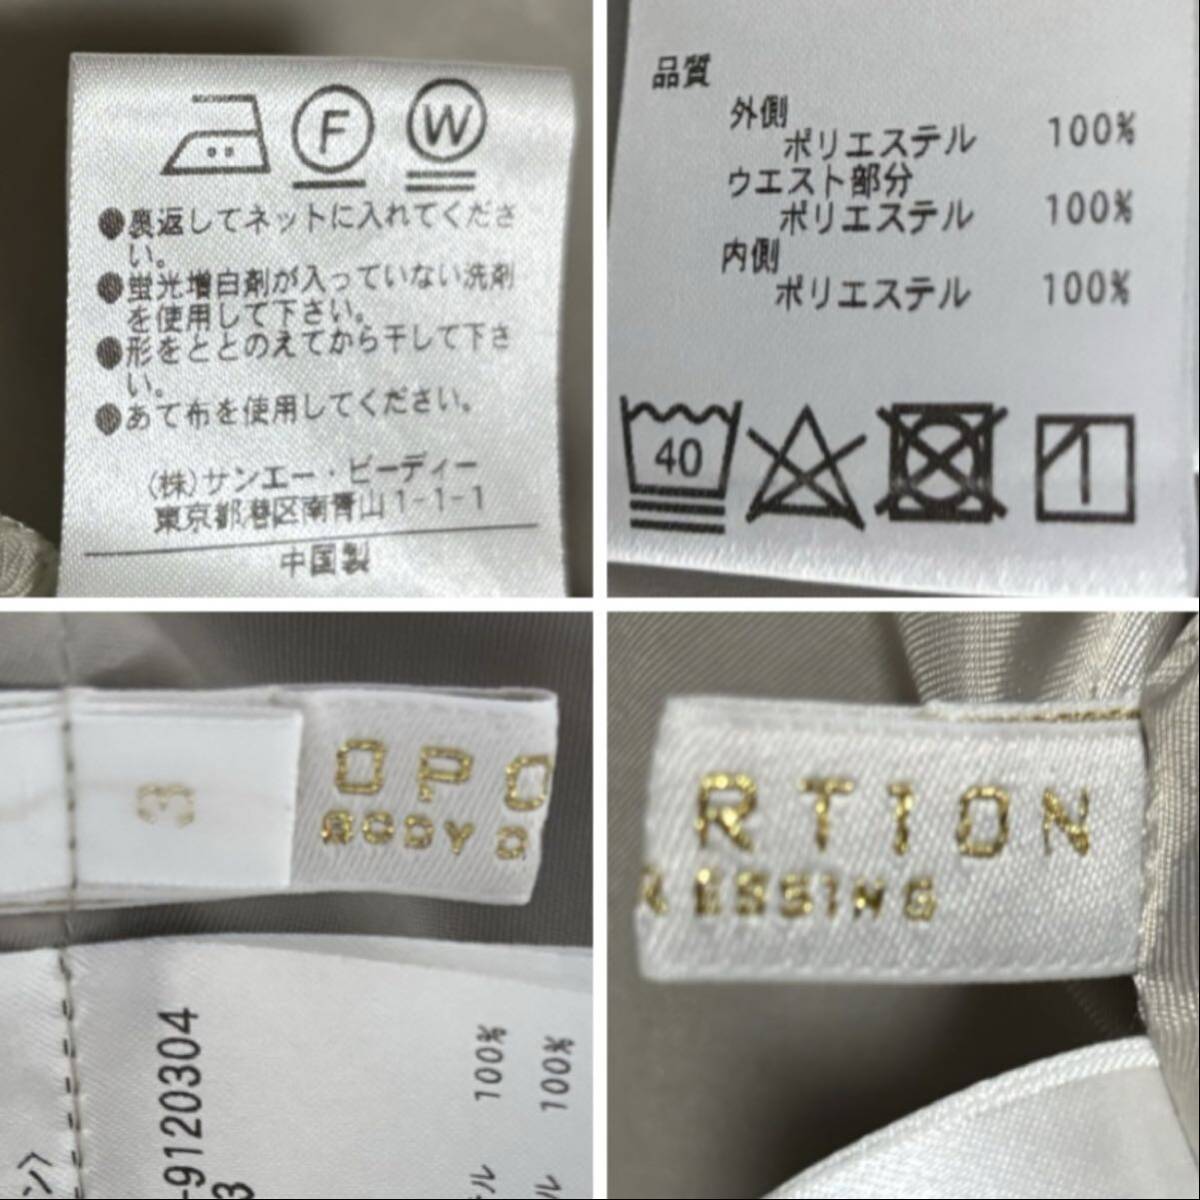 F W
●裏返してネットに入れてくださ
い。
●蛍光増白剤が入っていない洗剤
を使用して下さい。
●形をととのえてから干して下さ
い。
●あて布を使用してください。
(株)サンエー・ビーディー
東京都港区南青山1-1-1
中国製
品質
外側
ポリエステル 100%
ウエスト部分
ポリエステル 100%
内側
ポリエステル 100%
40
3
OPO
BODY D
-9120304
3
100%
100%
テル
ル
ン>
RTION
ESSING